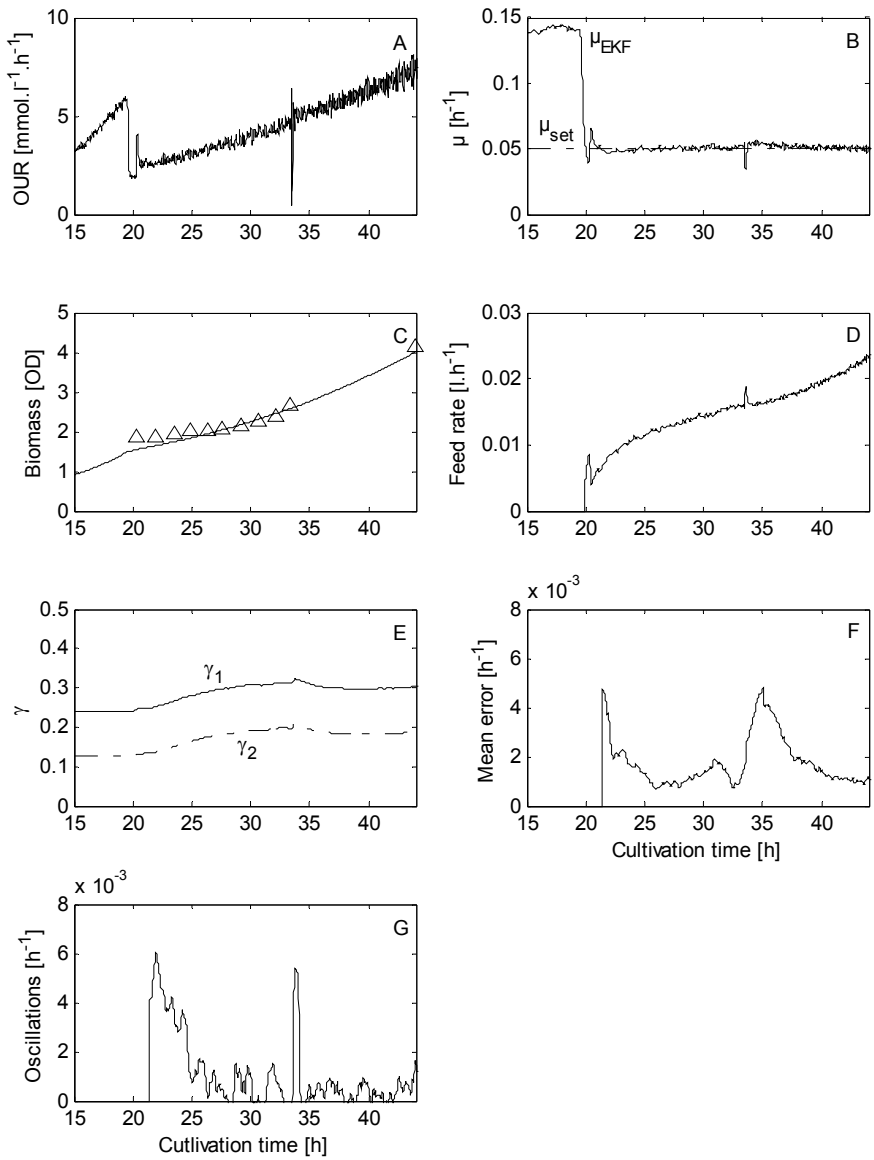 A
OUR [mmol.l⁻¹.h⁻¹]
10
5
0
15 20 25 30 35 40
B
µ [h⁻¹]
0.15
0.10
0.05
0
µEKF
µset
15 20 25 30 35 40
C
Biomass [OD]
5
4
3
2
1
0
15 20 25 30 35 40
D
Feed rate [l.h⁻¹]
0.03
0.02
0.01
0
15 20 25 30 35 40
E
γ
0.5
0.4
0.3
0.2
0.1
0
γ1
γ2
15 20 25 30 35 40
x 10⁻³
F
Mean error [h⁻¹]
8
6
4
2
0
15 20 25 30 35 40
Cultivation time [h]
x 10⁻³
G
Oscillations [h⁻¹]
8
6
4
2
0
15 20 25 30 35 40
Cutlivation time [h]